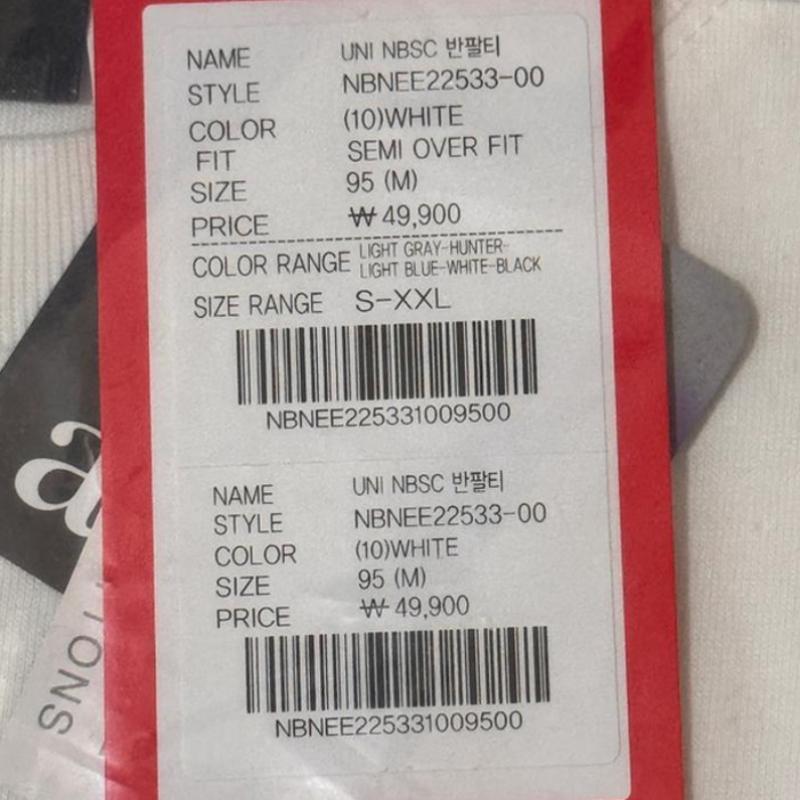 NAME UNI NBSC 반팔티
STYLE NBNEE22533-00
COLOR (10)WHITE
FIT SEMI OVER FIT
SIZE 95 (M)
PRICE ₩ 49,900
COLOR RANGE LIGHT GRAY-HUNTER-
LIGHT BLUE-WHITE-BLACK
SIZE RANGE S-XXL
NBNEE225331009500
NAME UNI NBSC 반팔티
STYLE NBNEE22533-00
COLOR (10)WHITE
SIZE 95 (M)
PRICE ₩ 49,900
NBNEE225331009500